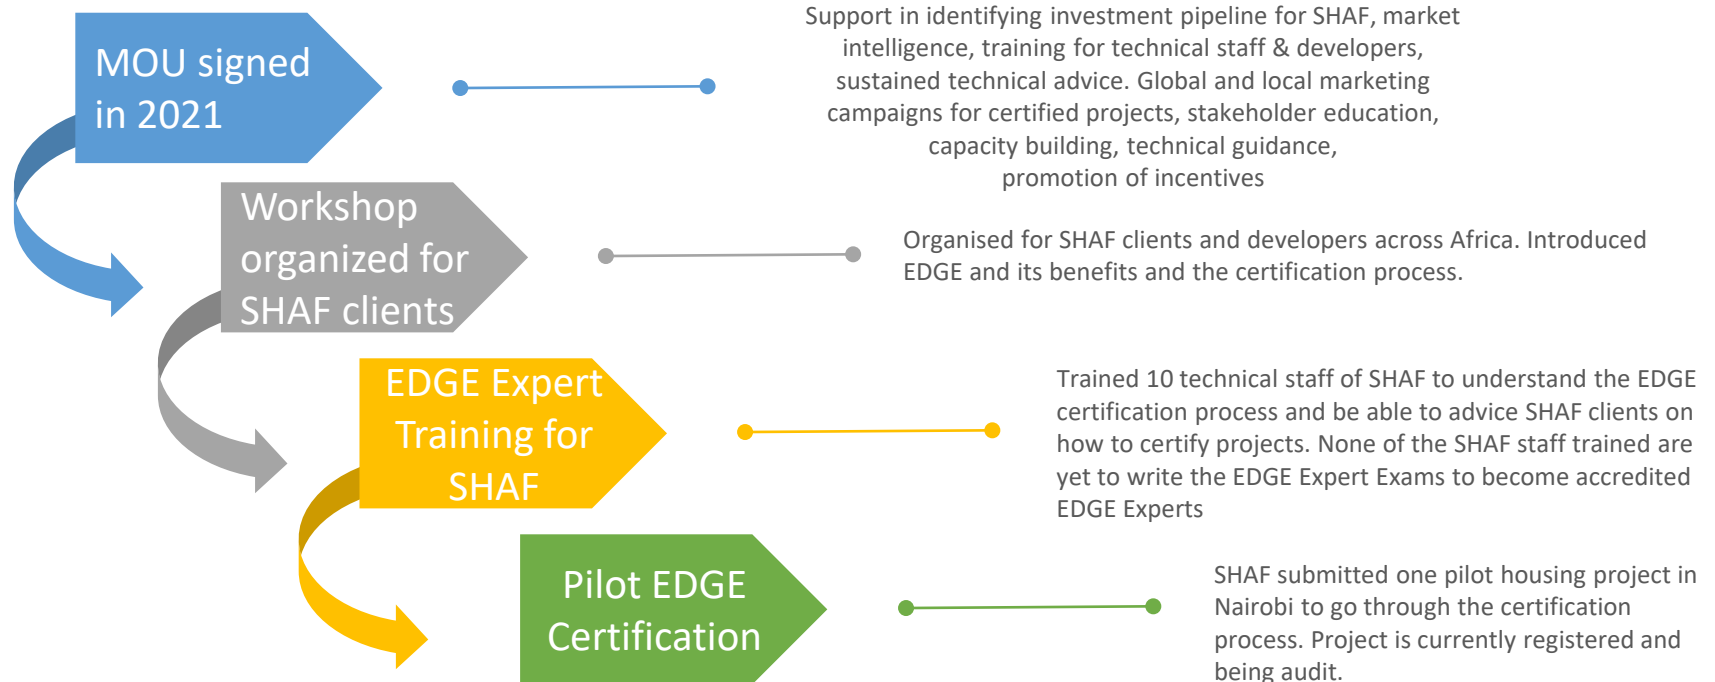 MOU signed
in 2021
Support in identifying investment pipeline for SHAF, market
intelligence, training for technical staff & developers,
sustained technical advice. Global and local marketing
campaigns for certified projects, stakeholder education,
capacity building, technical guidance,
promotion of incentives
Workshop
organized for
SHAF clients
Organised for SHAF clients and developers across Africa. Introduced
EDGE and its benefits and the certification process.
EDGE Expert
Training for
SHAF
Trained 10 technical staff of SHAF to understand the EDGE
certification process and be able to advice SHAF clients on
how to certify projects. None of the SHAF staff trained are
yet to write the EDGE Expert Exams to become accredited
EDGE Experts
Pilot EDGE
Certification
SHAF submitted one pilot housing project in
Nairobi to go through the certification
process. Project is currently registered and
being audit.